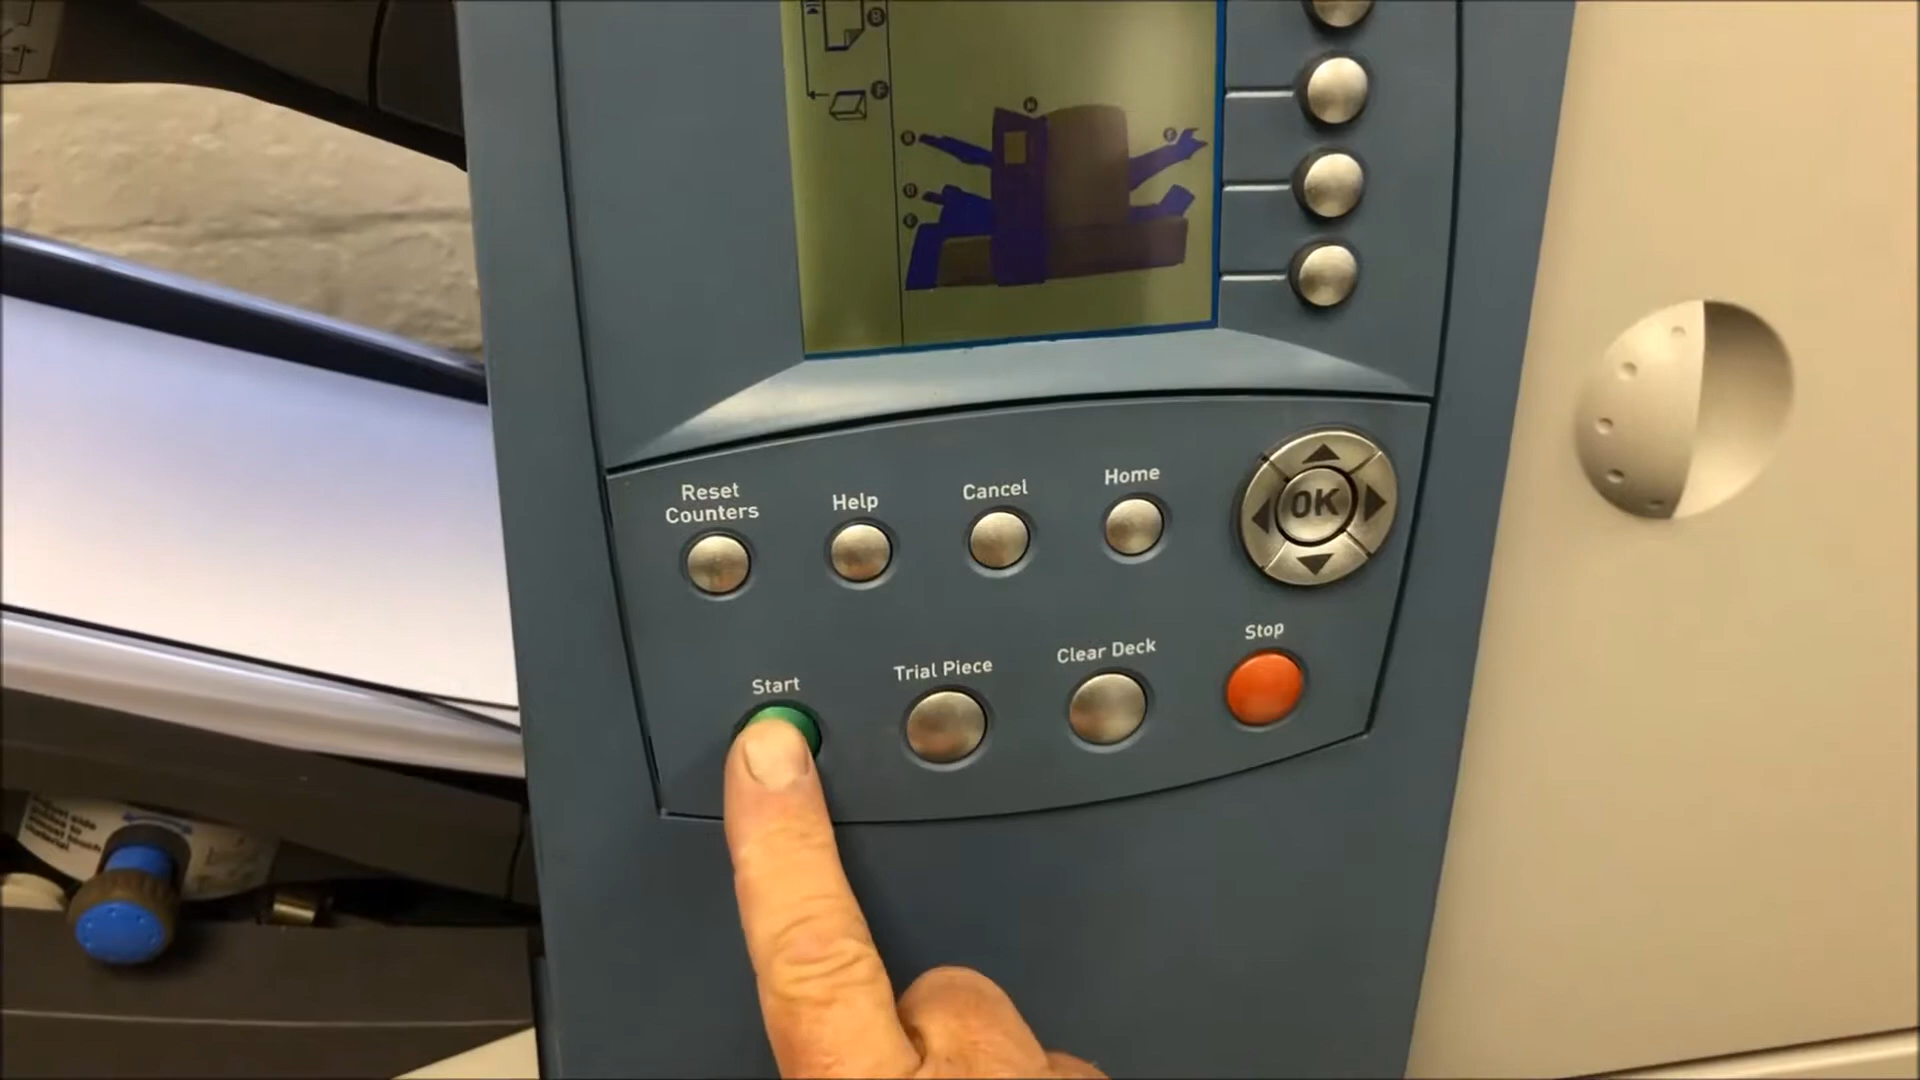 B
F
H
Reset
Counters
Help
Cancel
Home
OK
Start
Trial Piece
Clear Deck
Stop